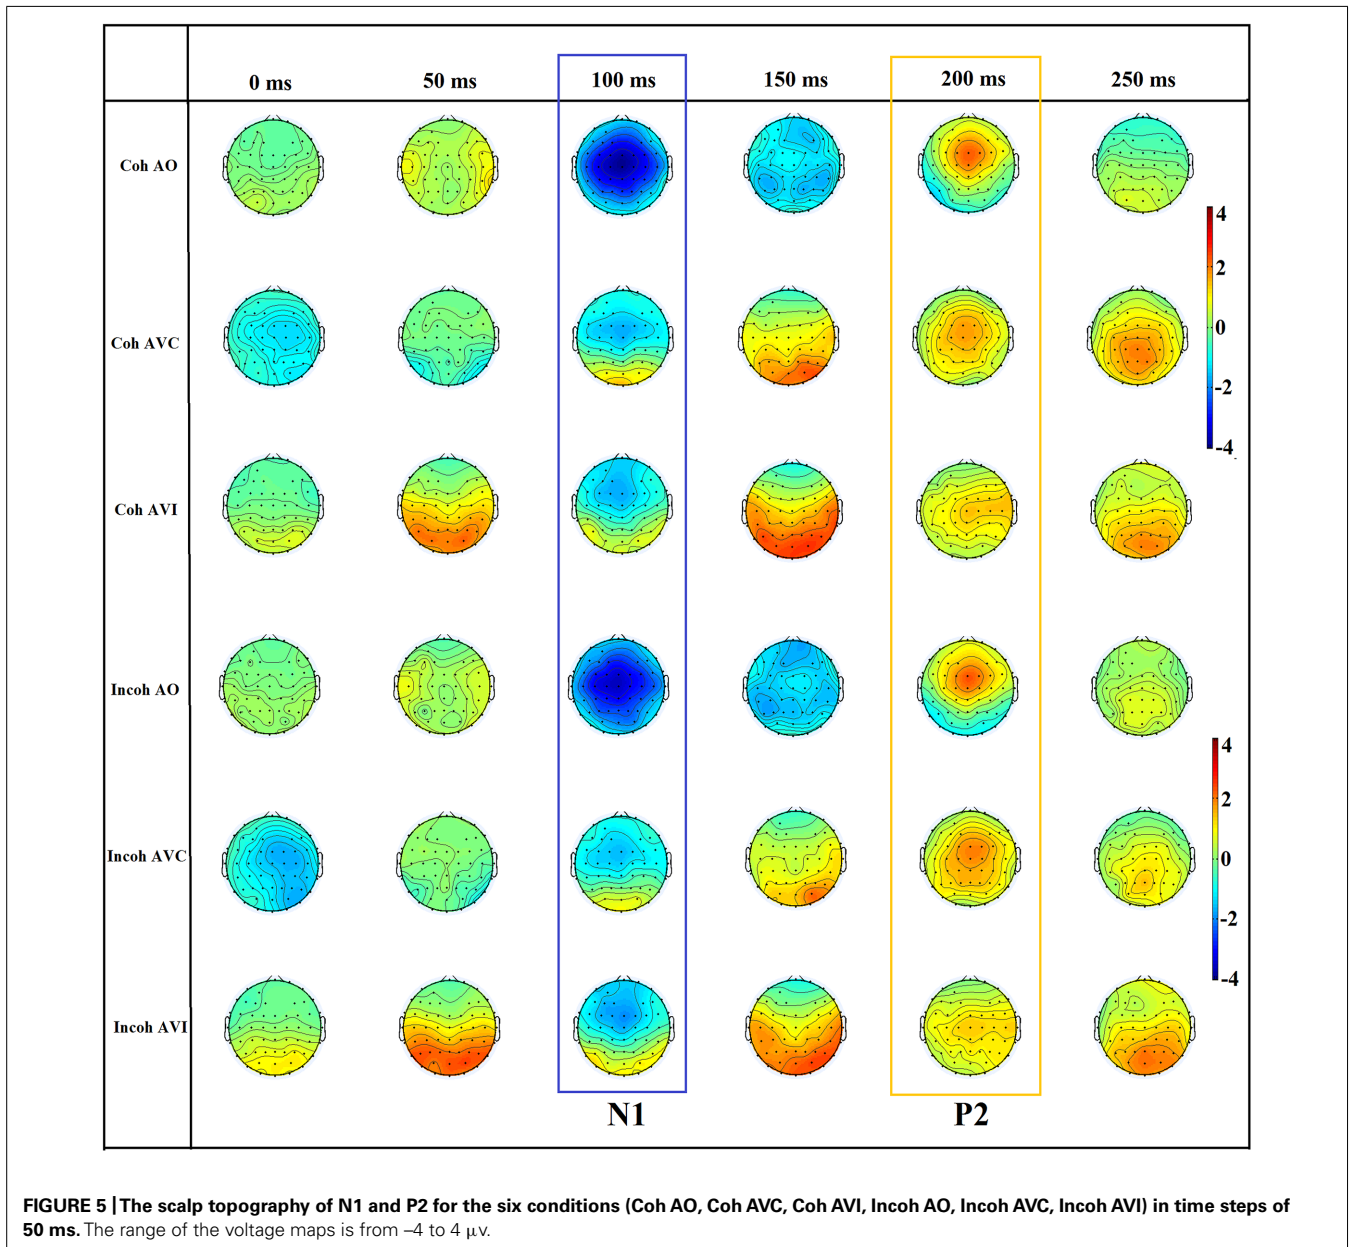 0 ms 50 ms 100 ms 150 ms 200 ms 250 ms
Coh AO
4
2
0
-2
-4
Coh AVC
Coh AVI
Incoh AO
4
2
0
-2
-4
Incoh AVC
Incoh AVI
N1 P2
FIGURE 5 | The scalp topography of N1 and P2 for the six conditions (Coh AO, Coh AVC, Coh AVI, Incoh AO, Incoh AVC, Incoh AVI) in time steps of
50 ms. The range of the voltage maps is from –4 to 4 μv.